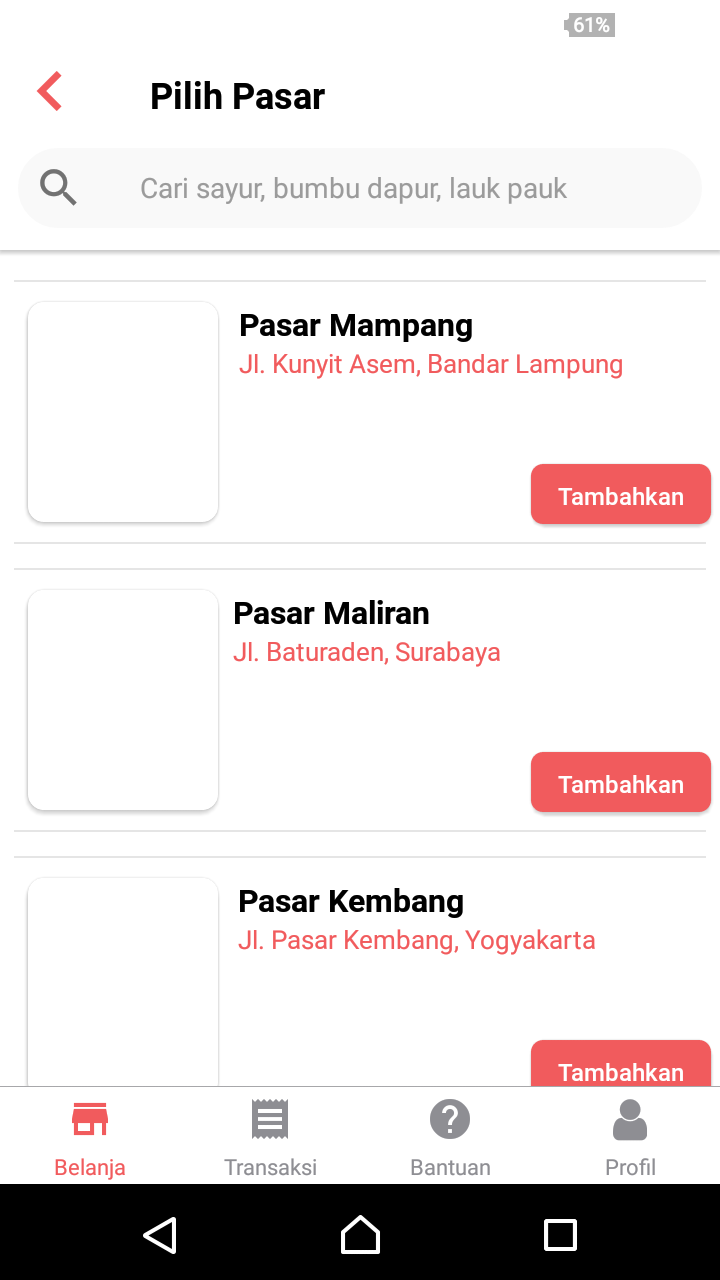 61%
Pilih Pasar
Cari sayur, bumbu dapur, lauk pauk
Pasar Mampang
Jl. Kunyit Asem, Bandar Lampung
Tambahkan
Pasar Maliran
Jl. Baturaden, Surabaya
Tambahkan
Pasar Kembang
Jl. Pasar Kembang, Yogyakarta
Tambahkan
Belanja Transaksi Bantuan Profil